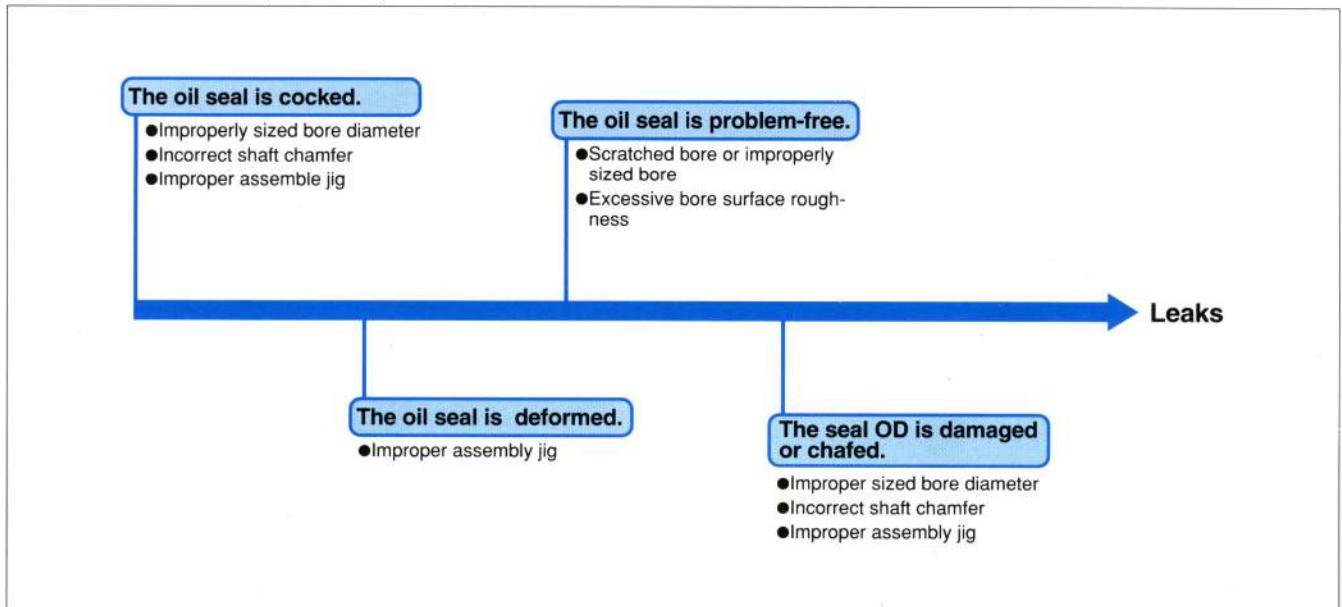 The oil seal is cocked.
●Improperly sized bore diameter
●Incorrect shaft chamfer
●Improper assemble jig
The oil seal is problem-free.
●Scratched bore or improperly
sized bore
●Excessive bore surface rough-
ness
Leaks
The oil seal is deformed.
●Improper assembly jig
The seal OD is damaged
or chafed.
●Improper sized bore diameter
●Incorrect shaft chamfer
●Improper assembly jig